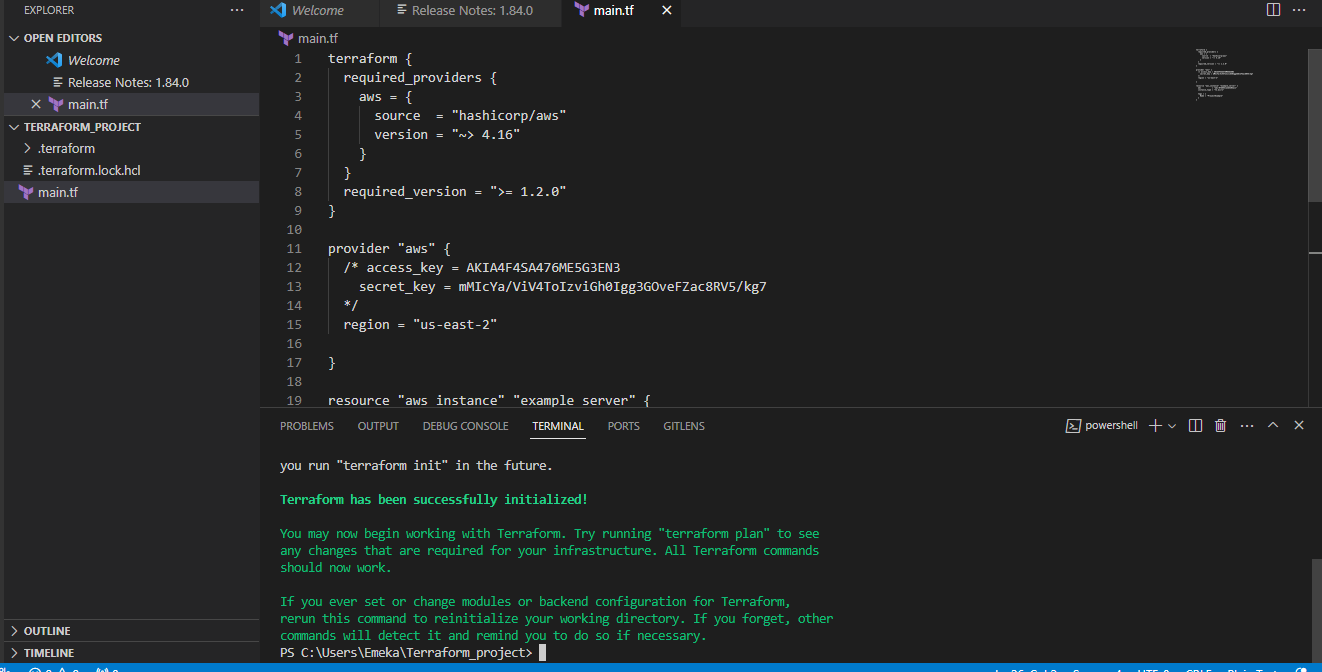 EXPLORER
Welcome
Release Notes: 1.84.0
main.tf
OPEN EDITORS
Welcome
Release Notes: 1.84.0
main.tf
TERRAFORM_PROJECT
.terraform
.terraform.lock.hcl
main.tf
OUTLINE
TIMELINE
main.tf
1 terraform {
2 required_providers {
3 aws = {
4 source  = "hashicorp/aws"
5 version = "~> 4.16"
6 }
7 }
8 required_version = ">= 1.2.0"
9 }
10
11 provider "aws" {
12 /* access_key = AKIA4F4SA476ME5G3EN3
13 secret_key = mMIcYa/ViV4ToIzviGh0Igg3GOveFZac8RV5/kg7
14 */
15 region = "us-east-2"
16
17 }
18
19 resource "aws_instance" "example_server" {
PROBLEMS
OUTPUT
DEBUG CONSOLE
TERMINAL
PORTS
GITLENS
powershell
you run "terraform init" in the future.
Terraform has been successfully initialized!
You may now begin working with Terraform. Try running "terraform plan" to see
any changes that are required for your infrastructure. All Terraform commands
should now work.
If you ever set or change modules or backend configuration for Terraform,
rerun this command to reinitialize your working directory. If you forget, other
commands will detect it and remind you to do so if necessary.
PS C:\Users\Emeka\Terraform_project>